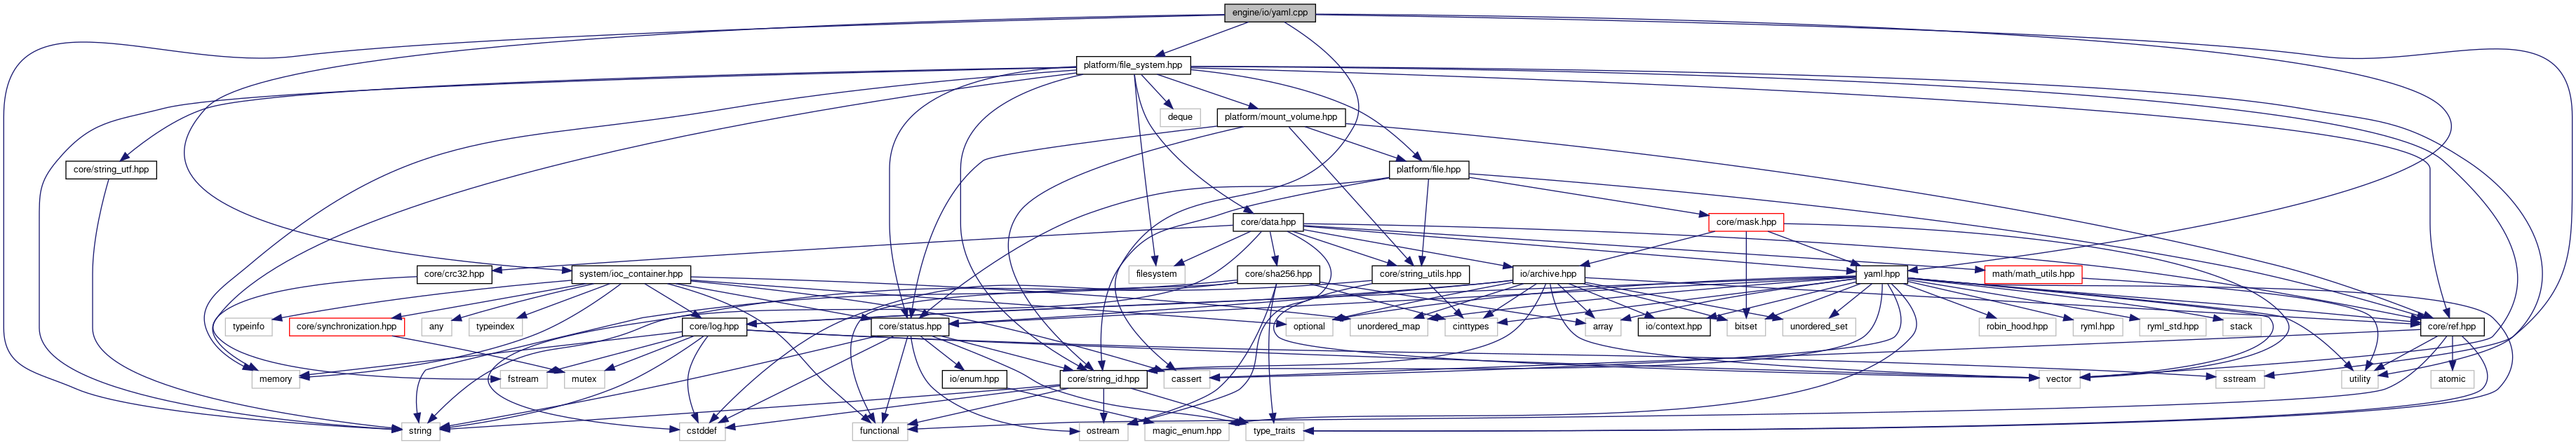 engine/io/yaml.cpp
platform/file_system.hpp
deque
platform/mount_volume.hpp
core/string_utf.hpp
platform/file.hpp
core/data.hpp
core/mask.hpp
core/crc32.hpp
system/ioc_container.hpp
filesystem
core/sha256.hpp
core/string_utils.hpp
io/archive.hpp
yaml.hpp
math/math_utils.hpp
typeinfo
core/synchronization.hpp
any
typeindex
core/log.hpp
core/status.hpp
optional
unordered_map
cinttypes
array
io/context.hpp
bitset
unordered_set
robin_hood.hpp
ryml.hpp
ryml_std.hpp
stack
core/ref.hpp
memory
fstream
mutex
io/enum.hpp
core/string_id.hpp
cassert
vector
sstream
utility
atomic
string
cstddef
functional
ostream
magic_enum.hpp
type_traits